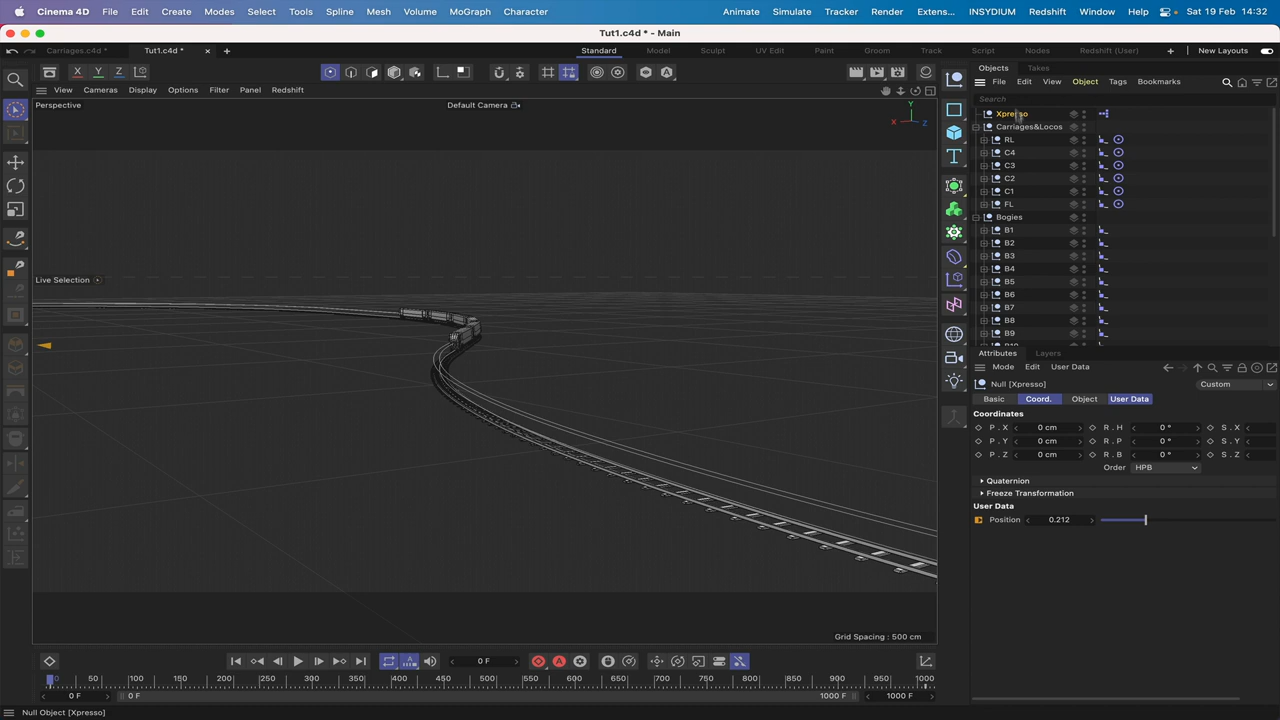 Cinema 4D File Edit Create Modes Select Tools Spline Mesh Volume MoGraph Character Animate Simulate Tracker Render Extens... INSYDIUM Redshift Window Help Sat 19 Feb 14:32
Tut1.c4d * - Main
Carriages.c4d * Tut1.c4d * Standard Model Sculpt UV Edit Paint Groom Track Script Nodes Redshift (User) New Layouts
X Y Z
Objects Takes
File Edit View Object Tags Bookmarks
View Cameras Display Options Filter Panel Redshift
Perspective
Default Camera
Y
X
Z
Search
Xpresso
Carriages&Locos
RL
C4
C3
C2
C1
FL
Bogies
B1
B2
B3
B4
B5
B6
B7
B8
B9
Live Selection
Attributes Layers
Mode Edit User Data
Null [Xpresso] Custom
Basic Coord. Object User Data
Coordinates
P . X 0 cm R . H 0 ° S . X
P . Y 0 cm R . P 0 ° S . Y
P . Z 0 cm R . B 0 ° S . Z
Order HPB
Quaternion
Freeze Transformation
User Data
Position 0.212
Grid Spacing : 500 cm
0 F
0 50 100 150 200 250 300 350 400 450 500 550 600 650 700 750 800 850 900 950 1000
0 F 0 F 1000 F 1000 F
Null Object [Xpresso]